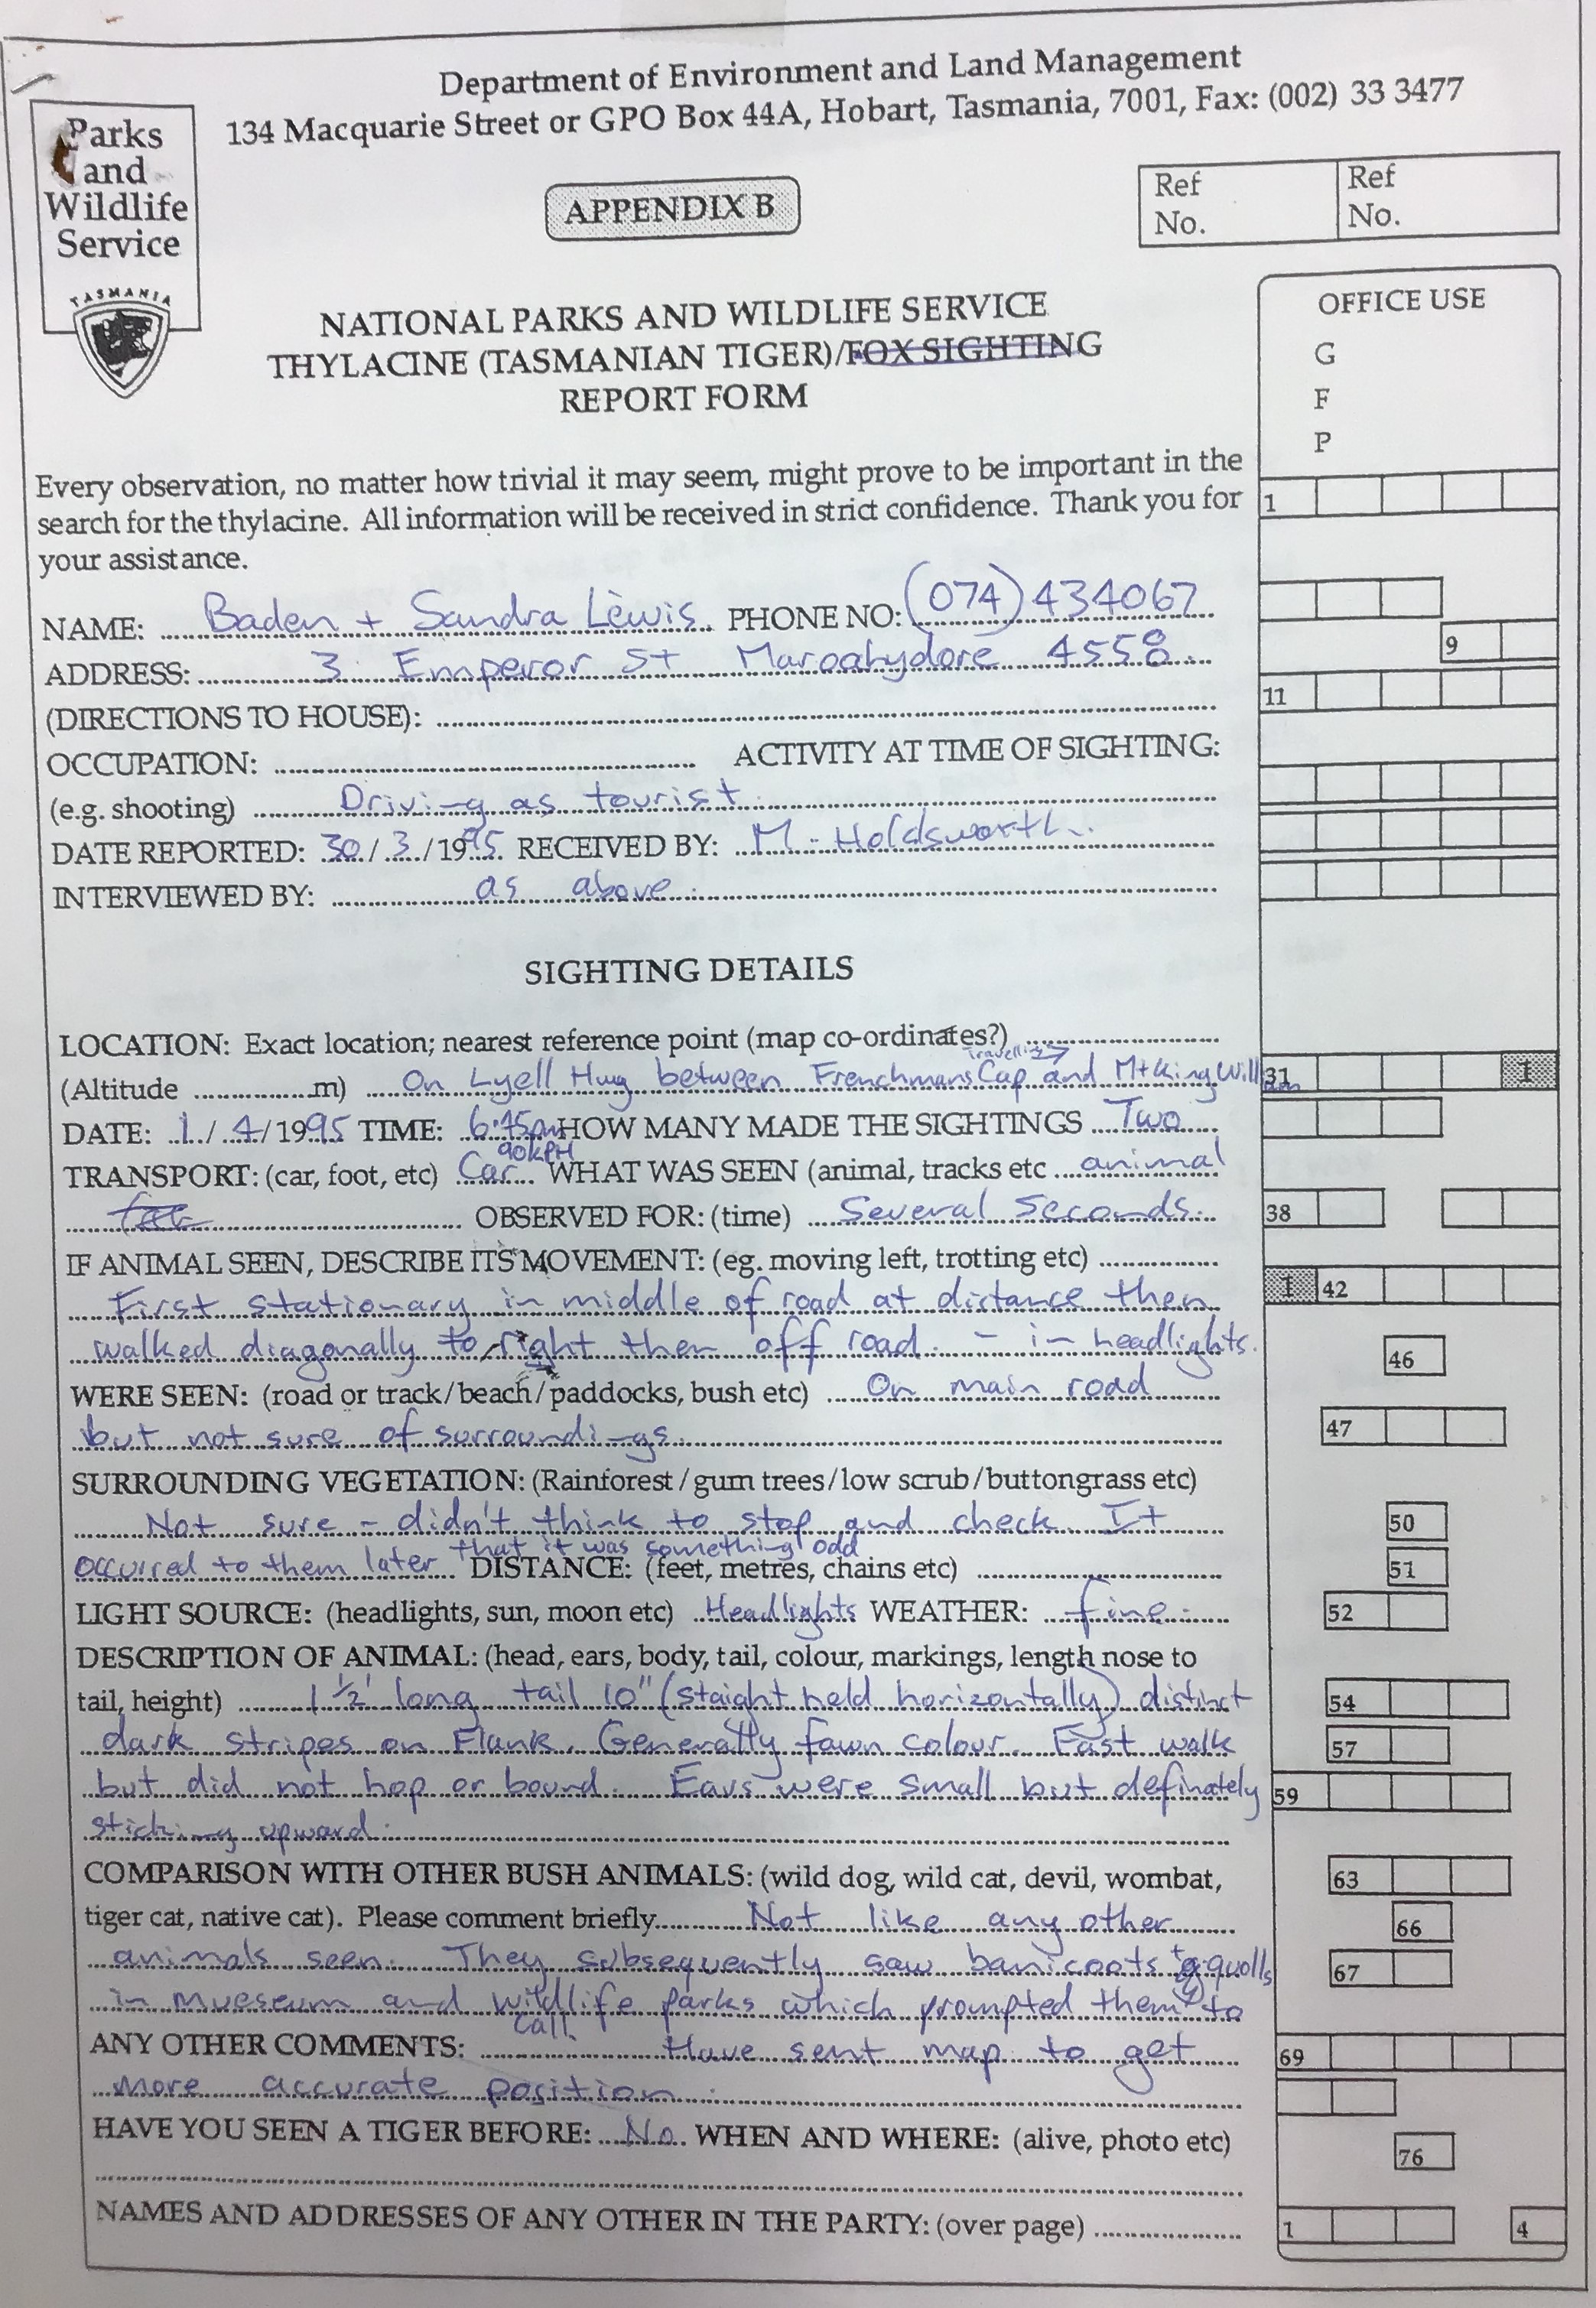 Department of Environment and Land Management
134 Macquarie Street or GPO Box 44A, Hobart, Tasmania, 7001, Fax: (002) 33 3477
Parks
and
Wildlife
Service
TASMANIA
APPENDIX B
Ref
No.
Ref
No.
NATIONAL PARKS AND WILDLIFE SERVICE
THYLACINE (TASMANIAN TIGER)/FOX SIGHTING
REPORT FORM
OFFICE USE
G
F
P
Every observation, no matter how trivial it may seem, might prove to be important in the
search for the thylacine. All information will be received in strict confidence. Thank you for
your assistance.
1
NAME: Baden + Sandra Lewis PHONE NO: (074) 434067
ADDRESS: 3 Emperor St Maroahydore 4558
9
(DIRECTIONS TO HOUSE):
11
OCCUPATION: ACTIVITY AT TIME OF SIGHTING:
(e.g. shooting) Driving as tourist
DATE REPORTED: 30/3/1995 RECEIVED BY: M. Holdsworth.
INTERVIEWED BY: as above.
SIGHTING DETAILS
LOCATION: Exact location; nearest reference point (map co-ordinates?)
travelling →
(Altitude m) On Lyell Hwy between Frenchmans Cap and Mt King William
31 1
DATE: 1/4/1995 TIME: 6.45pm HOW MANY MADE THE SIGHTINGS Two
90kPH
TRANSPORT: (car, foot, etc) Car WHAT WAS SEEN (animal, tracks etc animal
OBSERVED FOR: (time) Several Seconds.
38
IF ANIMAL SEEN, DESCRIBE ITS MOVEMENT: (eg. moving left, trotting etc)
1 42
First stationary in middle of road at distance then
walked diagonally to right then off road. - in headlights.
46
WERE SEEN: (road or track/beach/paddocks, bush etc) On main road
but not sure of surroundings.
47
SURROUNDING VEGETATION: (Rainforest/gum trees/low scrub/buttongrass etc)
Not sure - didn't think to stop and check. It
50
occurred to them later that it was something odd
DISTANCE: (feet, metres, chains etc)
51
LIGHT SOURCE: (headlights, sun, moon etc) Headlights WEATHER: fine.
52
DESCRIPTION OF ANIMAL: (head, ears, body, tail, colour, markings, length nose to
tail, height) 1 ½' long tail 10" (staight held horizontally) distinct
54
dark stripes on Flank. Generally fawn colour. Fast walk
57
but did not hop or bound. Ears were small but definately
59
sticking upward.
COMPARISON WITH OTHER BUSH ANIMALS: (wild dog, wild cat, devil, wombat,
63
tiger cat, native cat). Please comment briefly. Not like any other
66
animals seen. They subsequently saw banicoots quolls
67
in mueseum and wildlife parks which prompted them to
call.
ANY OTHER COMMENTS: Have sent map to get
69
more accurate position.
HAVE YOU SEEN A TIGER BEFORE: No. WHEN AND WHERE: (alive, photo etc)
76
NAMES AND ADDRESSES OF ANY OTHER IN THE PARTY: (over page)
1 4